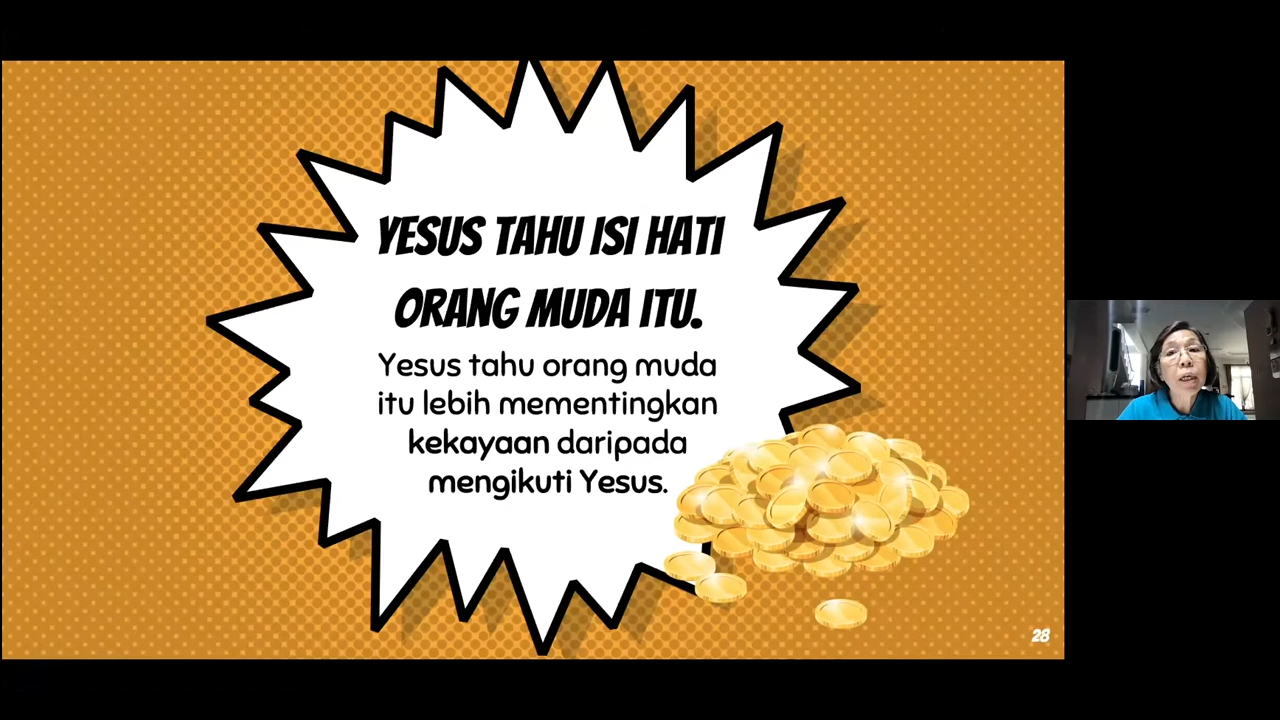 YESUS TAHU ISI HATI
ORANG MUDA ITU.
Yesus tahu orang muda
itu lebih mementingkan
kekayaan daripada
mengikuti Yesus.
28